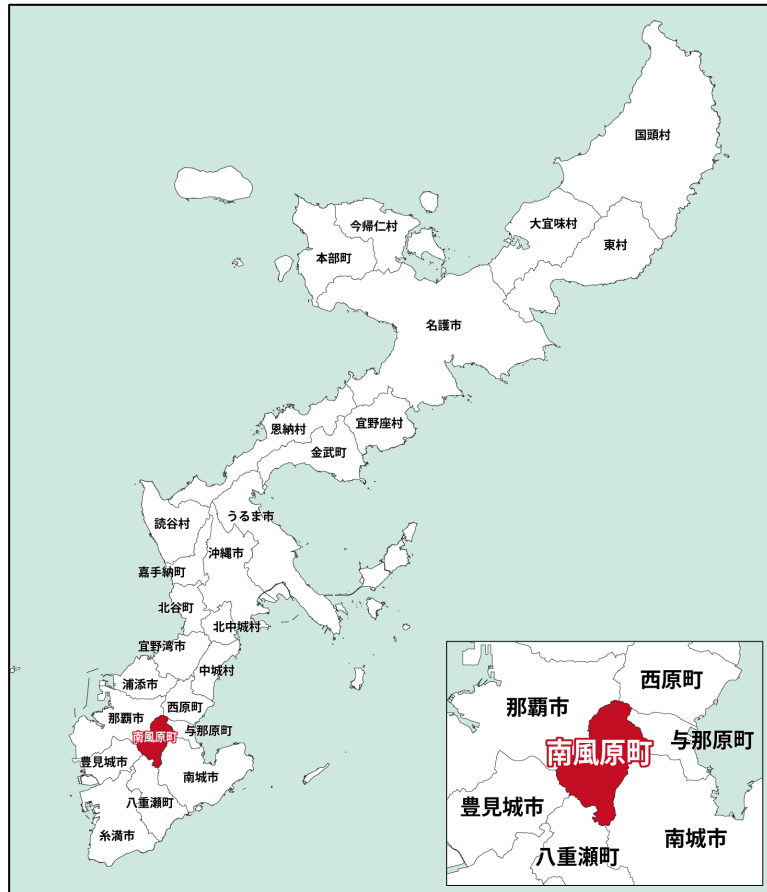 国頭村
大宜味村
東村
今帰仁村
本部町
名護市
恩納村
宜野座村
金武町
うるま市
読谷村
沖縄市
嘉手納町
北谷町
北中城村
宜野湾市
中城村
浦添市
西原町
那覇市
与那原町
南風原町
豊見城市
南城市
八重瀬町
糸満市
西原町
那覇市
与那原町
南風原町
豊見城市
南城市
八重瀬町